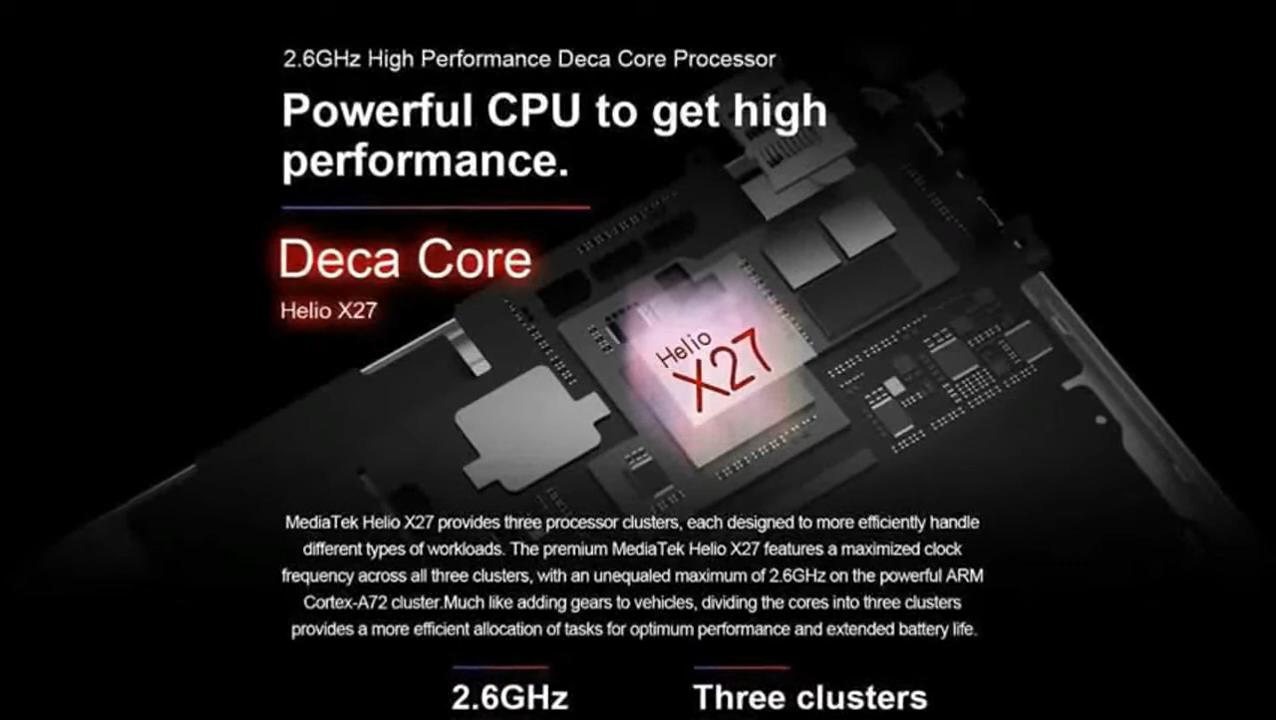 2.6GHz High Performance Deca Core Processor
Powerful CPU to get high
performance.
Deca Core
Helio X27
Helio
X27
MediaTek Helio X27 provides three processor clusters, each designed to more efficiently handle
different types of workloads. The premium MediaTek Helio X27 features a maximized clock
frequency across all three clusters, with an unequaled maximum of 2.6GHz on the powerful ARM
Cortex-A72 cluster.Much like adding gears to vehicles, dividing the cores into three clusters
provides a more efficient allocation of tasks for optimum performance and extended battery life.
2.6GHz
Three clusters